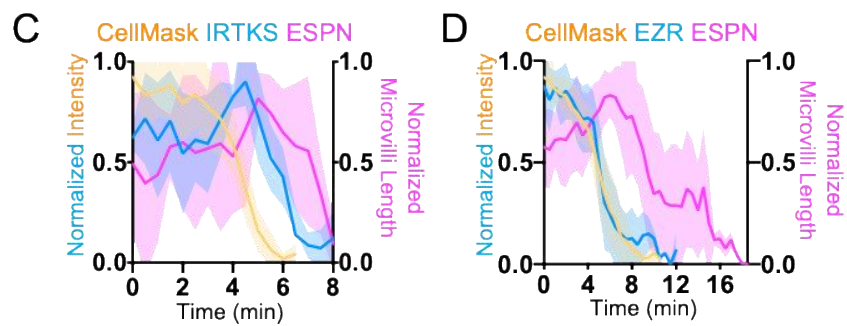 C
CellMask IRTKS ESPN
Normalized Intensity
1.0
0.5
0.0
0 2 4 6 8
Time (min)
1.0
0.5
0.0
Normalized
Microvilli Length
D
CellMask EZR ESPN
Normalized Intensity
1.0
0.5
0.0
0 4 8 12 16
Time (min)
1.0
0.5
0.0
Normalized
Microvilli Length